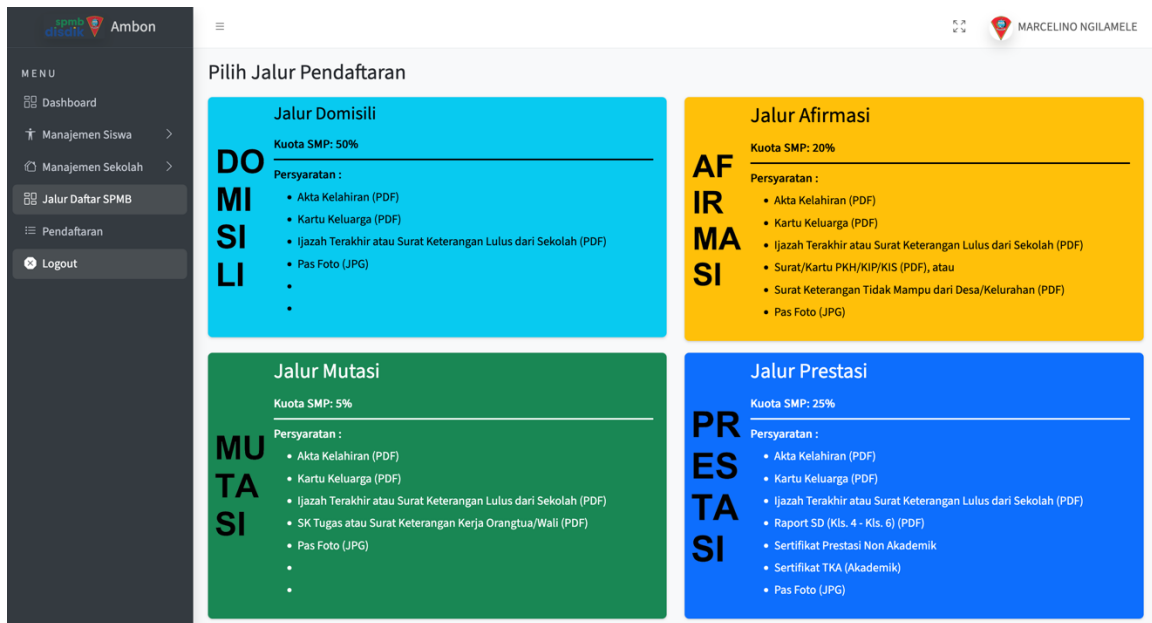 spmb
disdik
Ambon
MARCELINO NGILAMELE
MENU
Dashboard
Manajemen Siswa
Manajemen Sekolah
Jalur Daftar SPMB
Pendaftaran
Logout
Pilih Jalur Pendaftaran
DO
MI
SI
LI
Jalur Domisili
Kuota SMP: 50%
Persyaratan :
• Akta Kelahiran (PDF)
• Kartu Keluarga (PDF)
• Ijazah Terakhir atau Surat Keterangan Lulus dari Sekolah (PDF)
• Pas Foto (JPG)
•
•
AF
IR
MA
SI
Jalur Afirmasi
Kuota SMP: 20%
Persyaratan :
• Akta Kelahiran (PDF)
• Kartu Keluarga (PDF)
• Ijazah Terakhir atau Surat Keterangan Lulus dari Sekolah (PDF)
• Surat/Kartu PKH/KIP/KIS (PDF), atau
• Surat Keterangan Tidak Mampu dari Desa/Kelurahan (PDF)
• Pas Foto (JPG)
MU
TA
SI
Jalur Mutasi
Kuota SMP: 5%
Persyaratan :
• Akta Kelahiran (PDF)
• Kartu Keluarga (PDF)
• Ijazah Terakhir atau Surat Keterangan Lulus dari Sekolah (PDF)
• SK Tugas atau Surat Keterangan Kerja Orangtua/Wali (PDF)
• Pas Foto (JPG)
•
•
PR
ES
TA
SI
Jalur Prestasi
Kuota SMP: 25%
Persyaratan :
• Akta Kelahiran (PDF)
• Kartu Keluarga (PDF)
• Ijazah Terakhir atau Surat Keterangan Lulus dari Sekolah (PDF)
• Raport SD (Kls. 4 - Kls. 6) (PDF)
• Sertifikat Prestasi Non Akademik
• Sertifikat TKA (Akademik)
• Pas Foto (JPG)